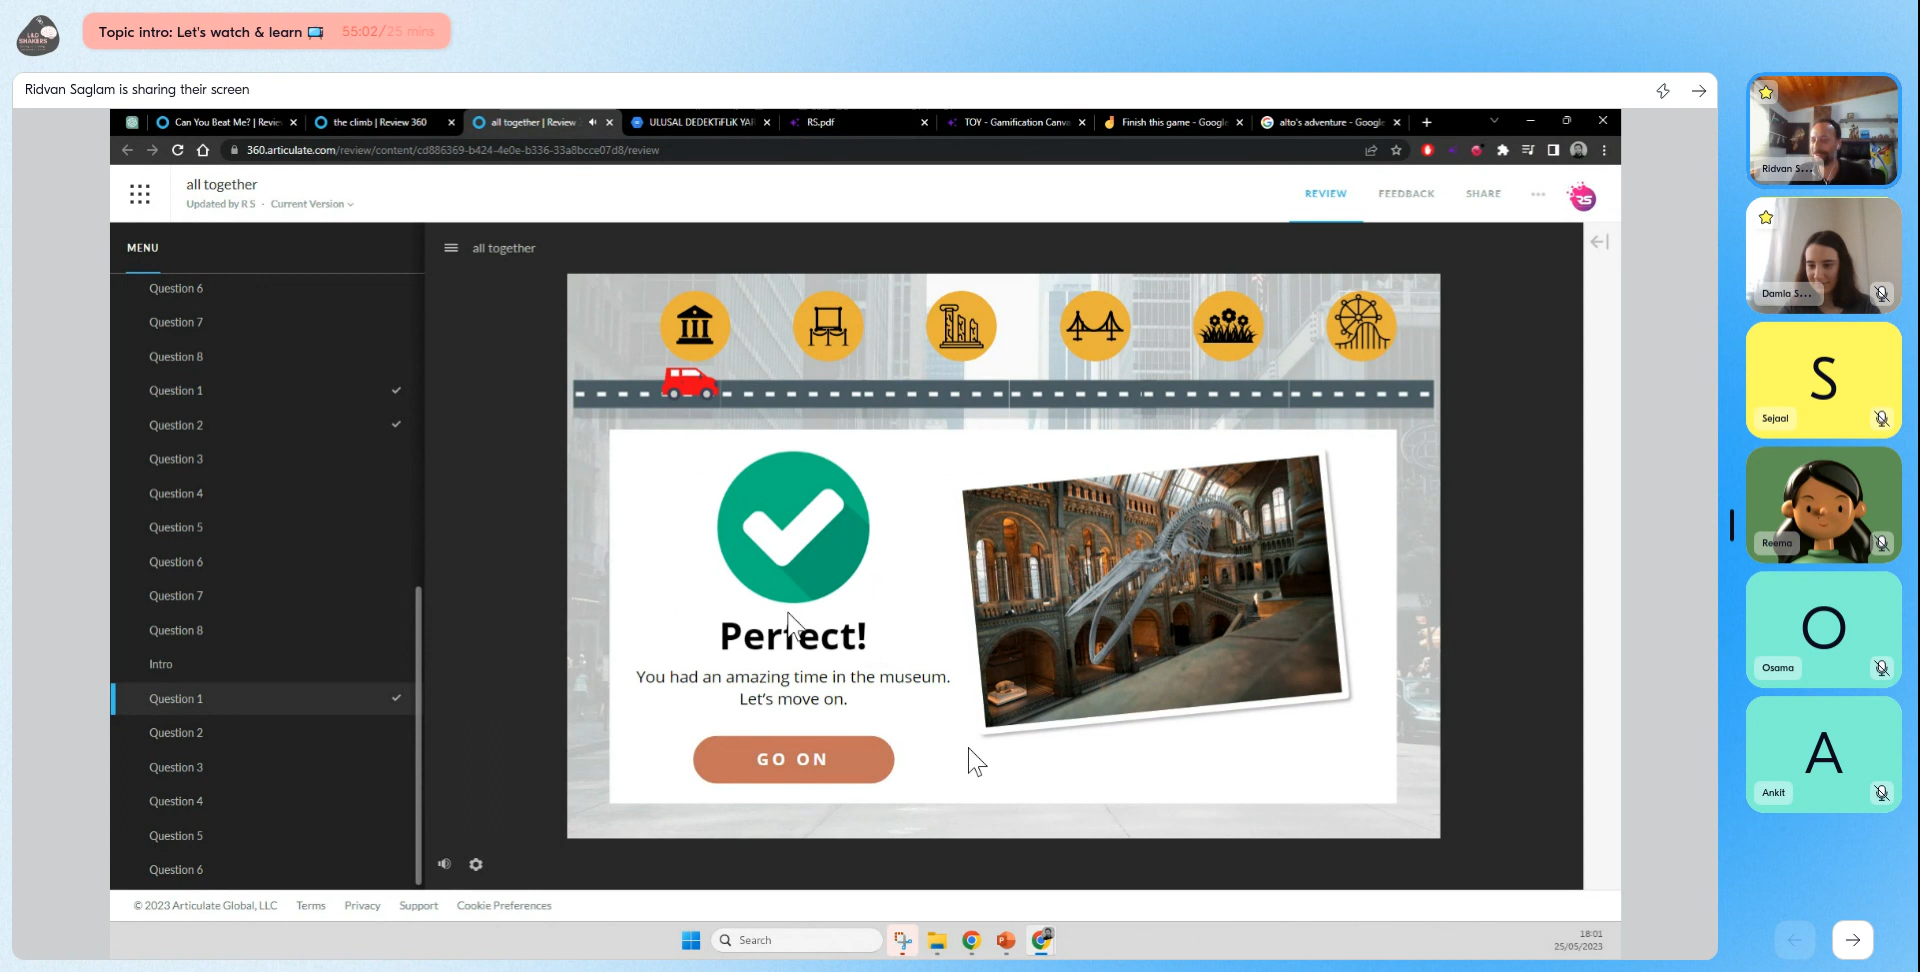 L&D
SHAKERS
Topic intro: Let's watch & learn 55:02/25 mins
Ridvan Saglam is sharing their screen
Can You Beat Me? | Revie
the climb | Review 360
all together | Review
ULUSAL DEDEKTiFLiK YAI
RS.pdf
TOY - Gamification Canva
Finish this game - Googl
alto's adventure - Google
360.articulate.com/review/content/cd886369-b424-4e0e-b336-33a8bcce07d8/review
all together
Updated by R S · Current Version
REVIEW
FEEDBACK
SHARE
RS
MENU
all together
Question 6
Question 7
Question 8
Question 1
Question 2
Question 3
Question 4
Question 5
Question 6
Question 7
Question 8
Intro
Question 1
Question 2
Question 3
Question 4
Question 5
Question 6
Perfect!
You had an amazing time in the museum.
Let's move on.
GO ON
© 2023 Articulate Global, LLC Terms Privacy Support Cookie Preferences
Search
18:01
25/05/2023
Ridvan S...
Damla S...
S
Sejaal
Reema
O
Osama
A
Ankit